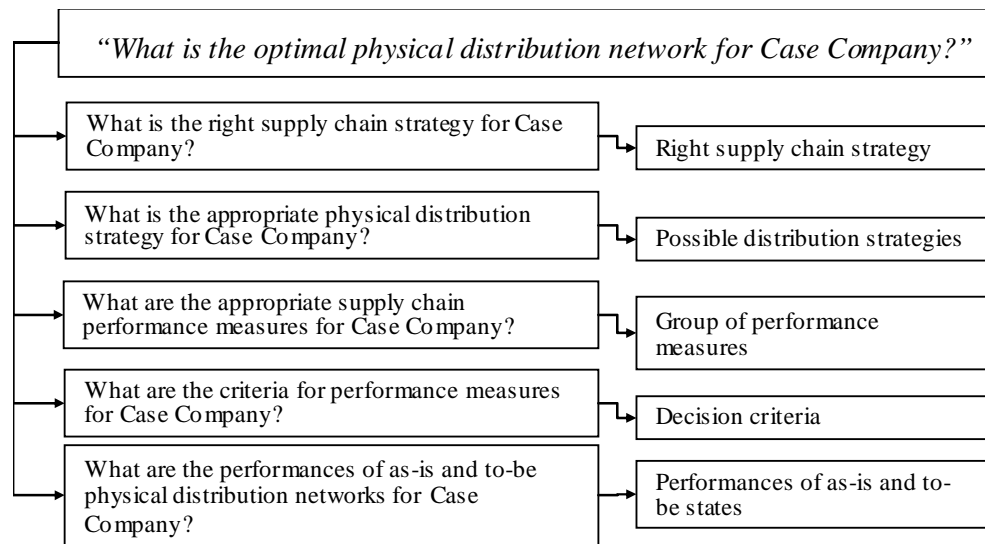 “What is the optimal physical distribution network for Case Company?”
What is the right supply chain strategy for Case
Company?
Right supply chain strategy
What is the appropriate physical distribution
strategy for Case Company?
Possible distribution strategies
What are the appropriate supply chain
performance measures for Case Company?
Group of performance
measures
What are the criteria for performance measures
for Case Company?
Decision criteria
What are the performances of as-is and to-be
physical distribution networks for Case
Company?
Performances of as-is and to-
be states